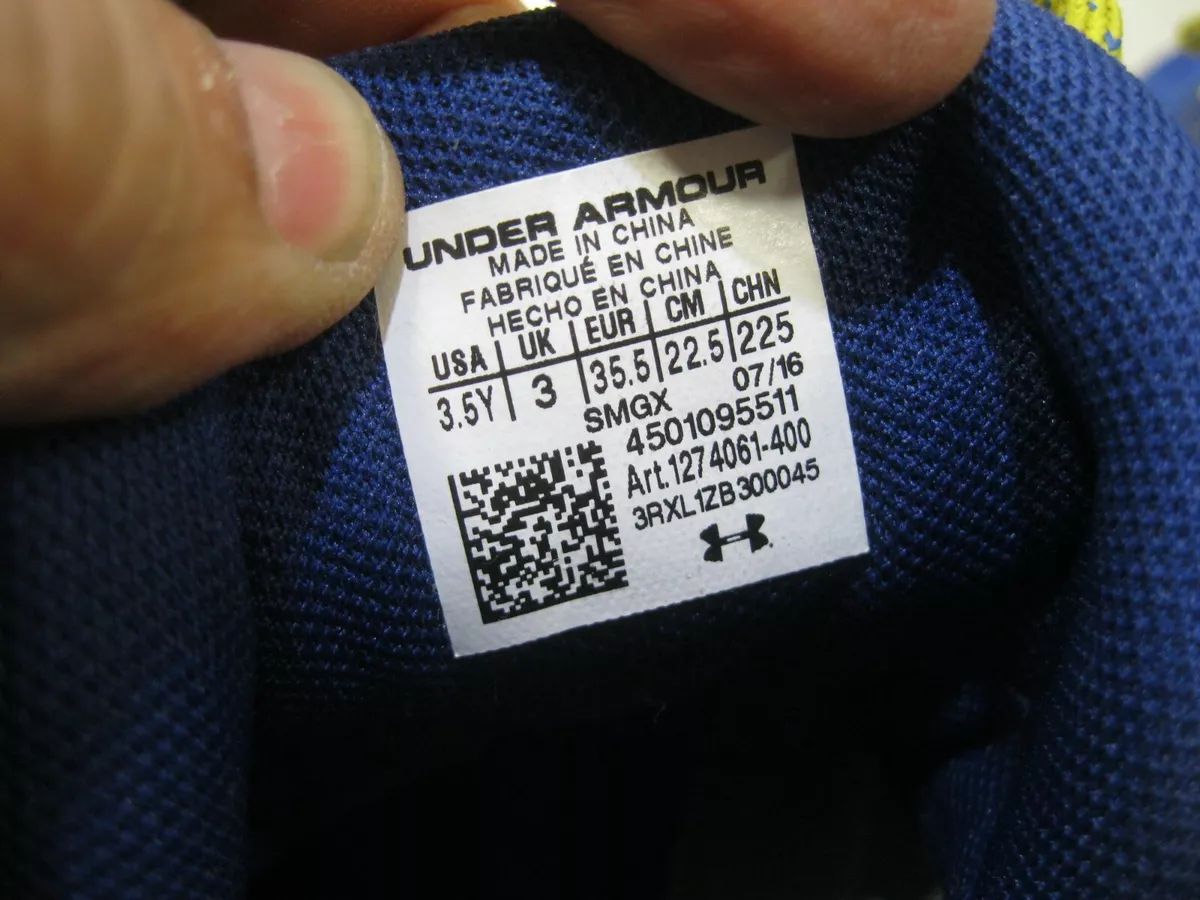 UNDER ARMOUR
MADE IN CHINA
FABRIQUÉ EN CHINE
HECHO EN CHINA
USA UK EUR CM CHN
3.5Y 3 35.5 22.5 225
SMGX 07/16
4501095511
Art.1274061-400
3RXL1ZB300045